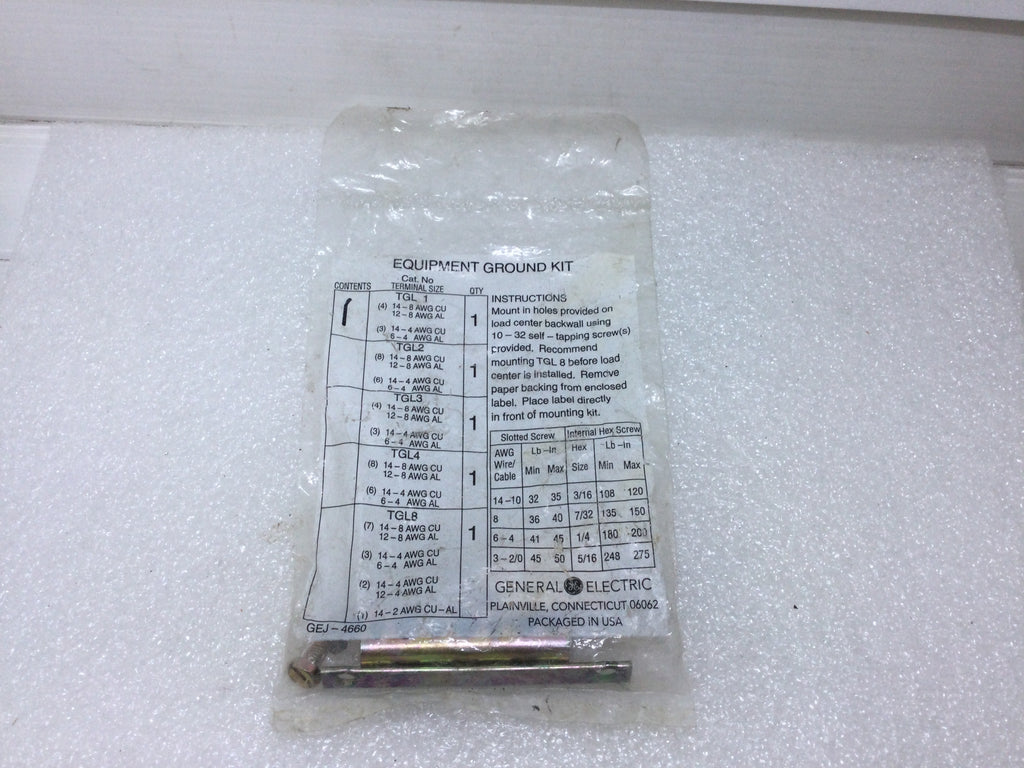 EQUIPMENT GROUND KIT
CONTENTS
Cat. No
TERMINAL SIZE
QTY
TGL 1
(4) 14 – 8 AWG CU
12 – 8 AWG AL
(3) 14 – 4 AWG CU
6 – 4 AWG AL
1
TGL2
(8) 14 – 8 AWG CU
12 – 8 AWG AL
(6) 14 – 4 AWG CU
6 – 4 AWG AL
1
TGL3
(4) 14 – 8 AWG CU
12 – 8 AWG AL
(3) 14 – 4 AWG CU
6 – 4 AWG AL
1
TGL4
(8) 14 – 8 AWG CU
12 – 8 AWG AL
(6) 14 – 4 AWG CU
6 – 4 AWG AL
1
TGL8
(7) 14 – 8 AWG CU
12 – 8 AWG AL
(3) 14 – 4 AWG CU
6 – 4 AWG AL
(2) 14 – 4 AWG CU
12 – 4 AWG AL
(1) 14 – 2 AWG CU – AL
1
GEJ – 4660
INSTRUCTIONS
Mount in holes provided on
load center backwall using
10 – 32 self – tapping screw(s)
provided. Recommend
mounting TGL 8 before load
center is installed. Remove
paper backing from enclosed
label. Place label directly
in front of mounting kit.
Slotted Screw Internal Hex Screw
AWG Wire/ Cable Lb – In Hex Size Lb – In
Min Max Min Max
14 – 10 32 35 3/16 108 120
8 36 40 7/32 135 150
6 – 4 41 45 1/4 180 200
3 – 2/0 45 50 5/16 248 275
GENERAL GE ELECTRIC
PLAINVILLE, CONNECTICUT 06062
PACKAGED IN USA